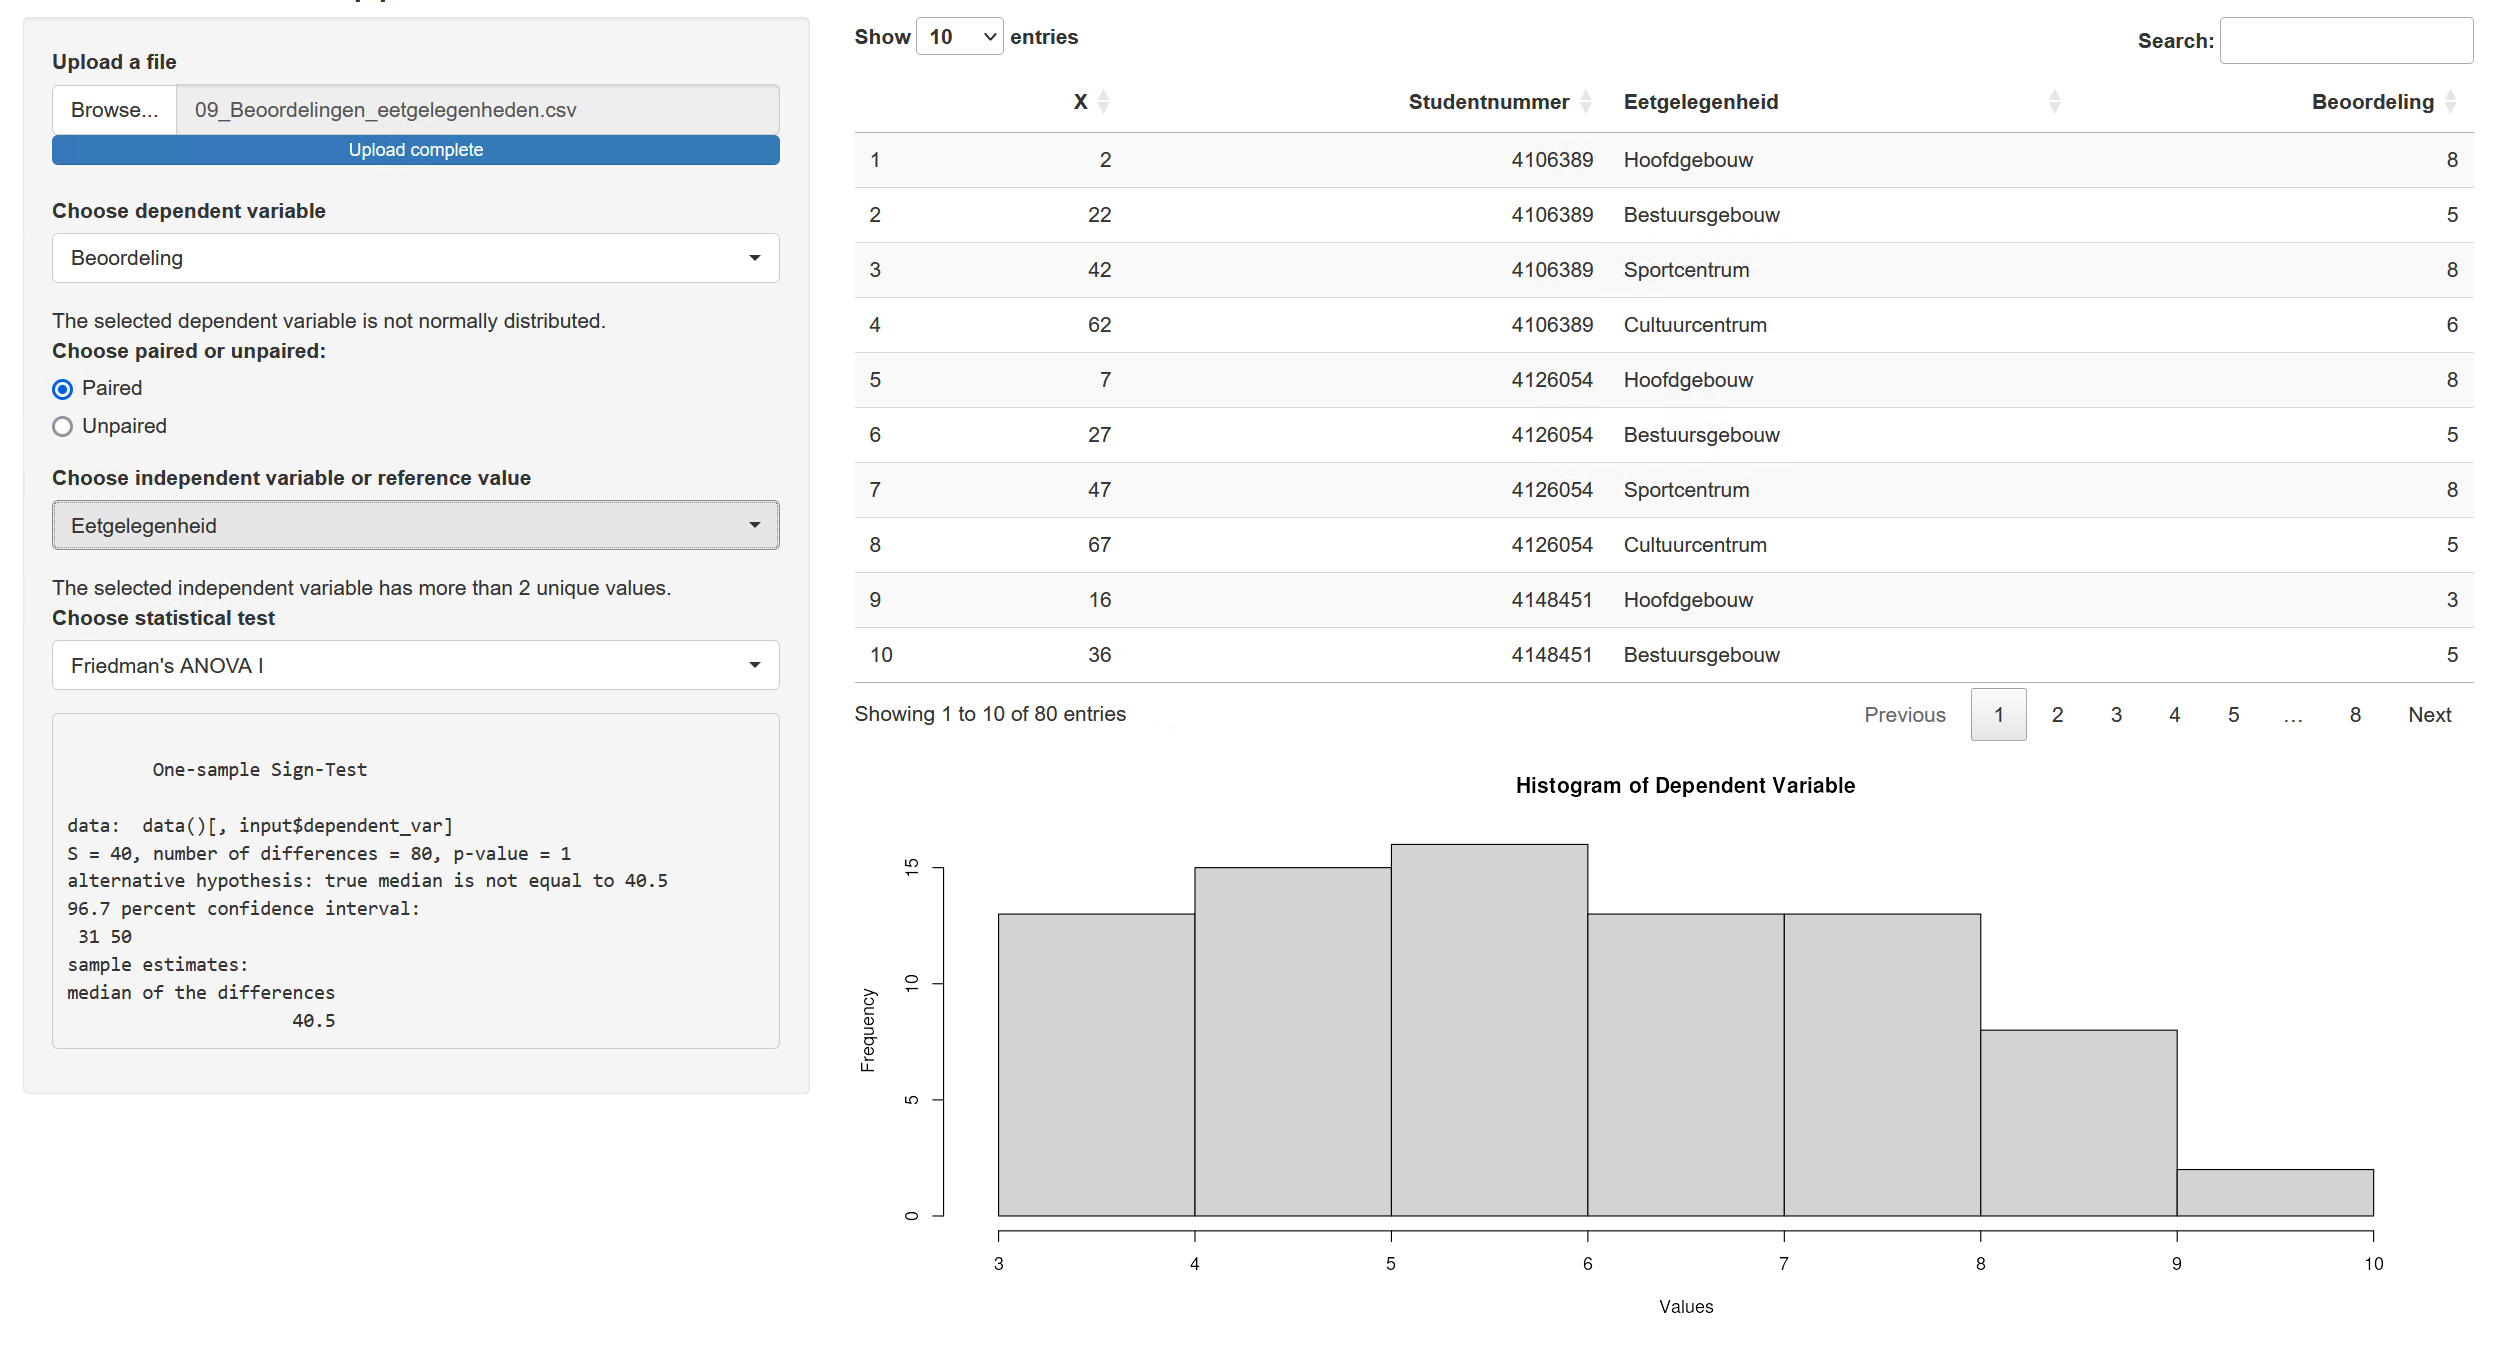 Upload a file
Browse... 09_Beoordelingen_eetgelegenheden.csv
Upload complete
Choose dependent variable
Beoordeling
The selected dependent variable is not normally distributed.
Choose paired or unpaired:
Paired
Unpaired
Choose independent variable or reference value
Eetgelegenheid
The selected independent variable has more than 2 unique values.
Choose statistical test
Friedman's ANOVA I
One-sample Sign-Test
data:  data()[, input$dependent_var]
S = 40, number of differences = 80, p-value = 1
alternative hypothesis: true median is not equal to 40.5
96.7 percent confidence interval:
31 50
sample estimates:
median of the differences
40.5
Show 10 entries
Search:
X Studentnummer Eetgelegenheid Beoordeling
1 2 4106389 Hoofdgebouw 8
2 22 4106389 Bestuursgebouw 5
3 42 4106389 Sportcentrum 8
4 62 4106389 Cultuurcentrum 6
5 7 4126054 Hoofdgebouw 8
6 27 4126054 Bestuursgebouw 5
7 47 4126054 Sportcentrum 8
8 67 4126054 Cultuurcentrum 5
9 16 4148451 Hoofdgebouw 3
10 36 4148451 Bestuursgebouw 5
Showing 1 to 10 of 80 entries
Previous 1 2 3 4 5 … 8 Next
Histogram of Dependent Variable
Frequency
15
10
5
0
3 4 5 6 7 8 9 10
Values